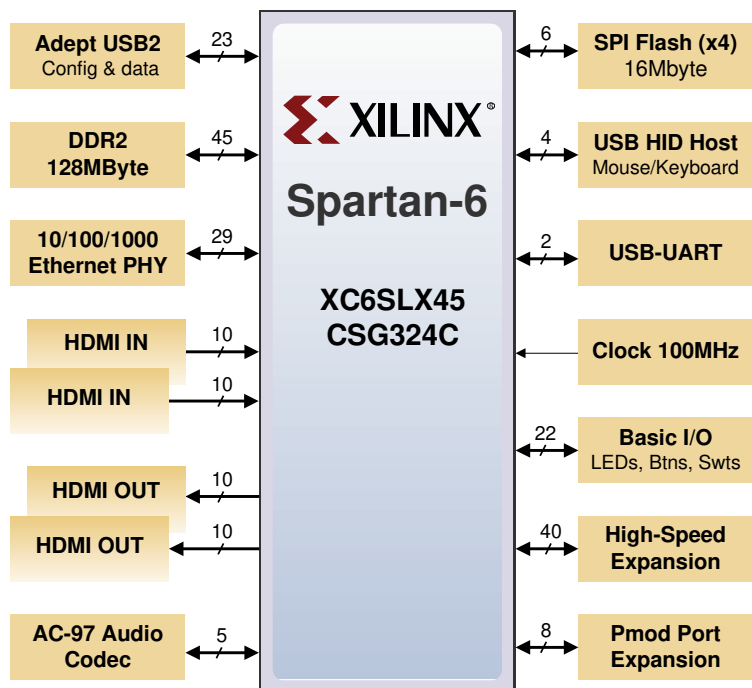 Adept USB2
Config & data
23
DDR2
128MByte
45
10/100/1000
Ethernet PHY
29
HDMI IN
10
HDMI IN
10
HDMI OUT
10
HDMI OUT
10
AC-97 Audio
Codec
5
XILINX®
Spartan-6
XC6SLX45
CSG324C
6
SPI Flash (x4)
16Mbyte
4
USB HID Host
Mouse/Keyboard
2
USB-UART
Clock 100MHz
22
Basic I/O
LEDs, Btns, Swts
40
High-Speed
Expansion
8
Pmod Port
Expansion